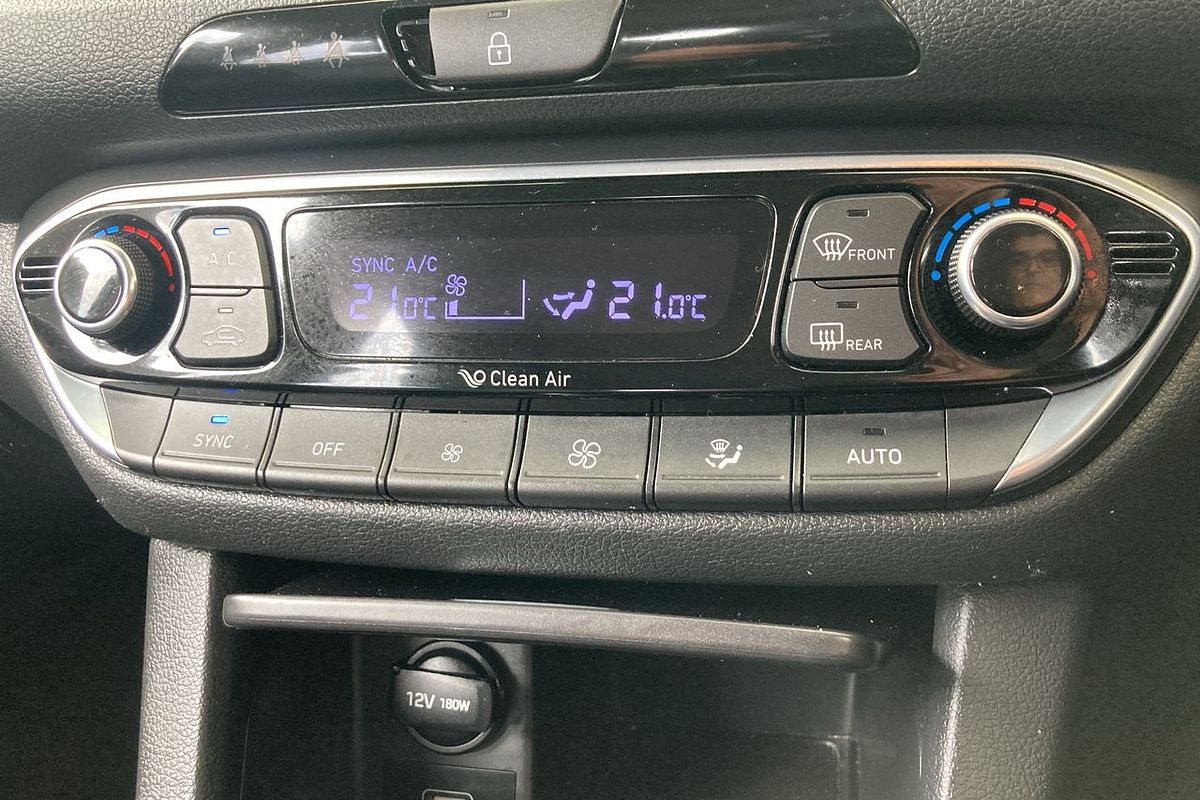 A/C
SYNC A/C
21.0°C
21.0°C
FRONT
REAR
Clean Air
SYNC
OFF
AUTO
12V 180W